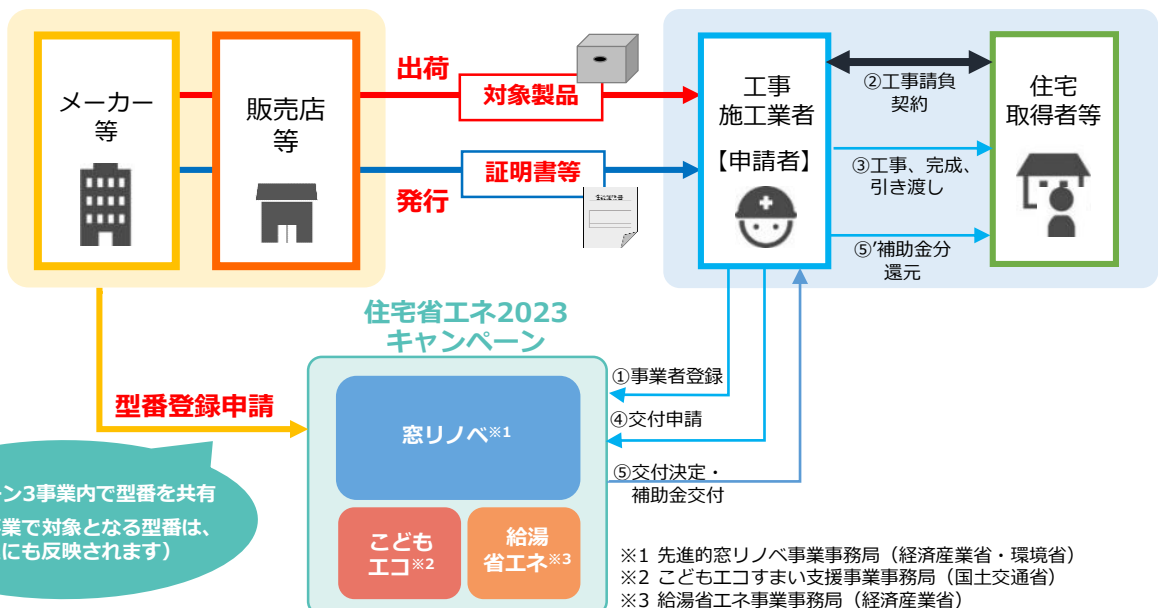 メーカー
等
販売店
等
出荷
対象製品
発行
証明書等
工事
施工業者
【申請者】
②工事請負
契約
③工事、完成、
引き渡し
⑤’補助金分
還元
住宅
取得者等
住宅省エネ2023
キャンペーン
型番登録申請
窓リノベ※1
こども
エコ※2
給湯
省エネ※3
①事業者登録
④交付申請
⑤交付決定・
補助金交付
ーン3事業内で型番を共有
業で対象となる型番は、
にも反映されます）
※1 先進的窓リノベ事業事務局（経済産業省・環境省）
※2 こどもエコすまい支援事業事務局（国土交通省）
※3 給湯省エネ事業事務局（経済産業省）